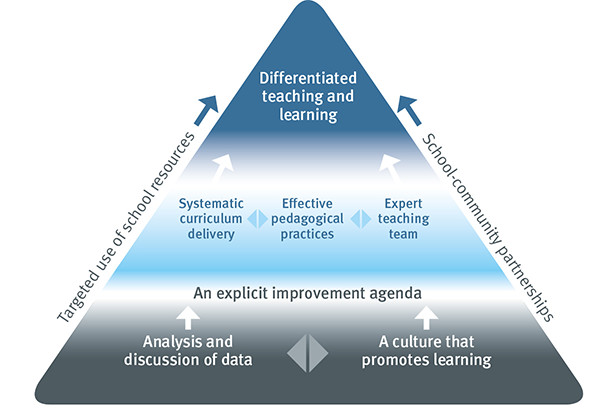 Differentiated
teaching and
learning
Targeted use of school resources
School-community partnerships
Systematic
curriculum
delivery
Effective
pedagogical
practices
Expert
teaching
team
An explicit improvement agenda
Analysis and
discussion of data
A culture that
promotes learning